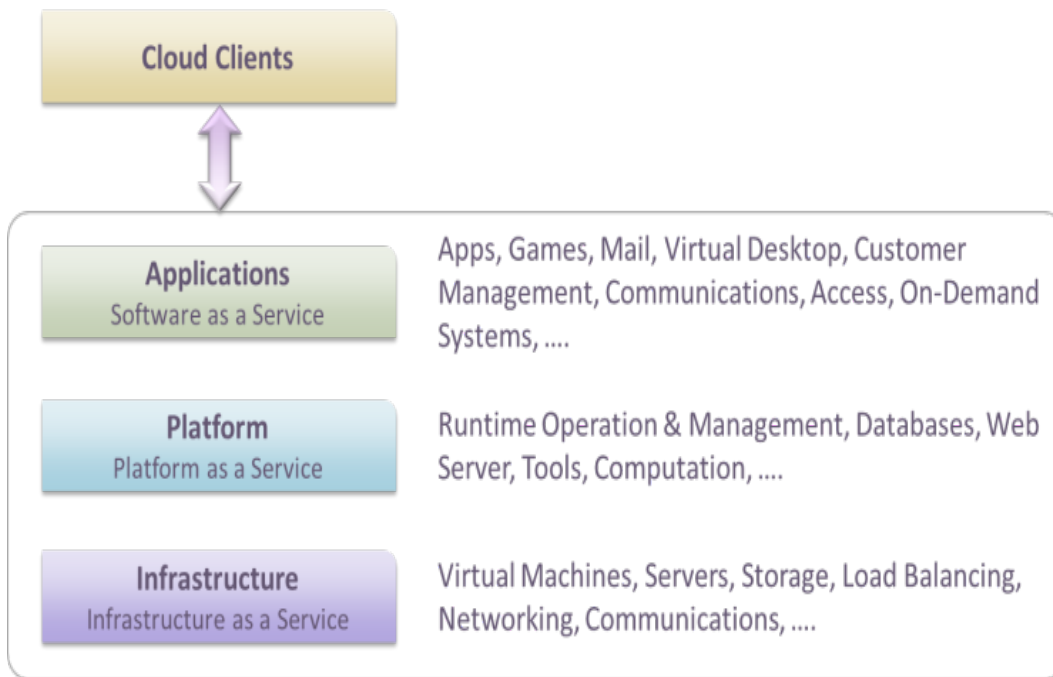 Cloud Clients
Applications
Software as a Service
Apps, Games, Mail, Virtual Desktop, Customer
Management, Communications, Access, On-Demand
Systems, ....
Platform
Platform as a Service
Runtime Operation & Management, Databases, Web
Server, Tools, Computation, ....
Infrastructure
Infrastructure as a Service
Virtual Machines, Servers, Storage, Load Balancing,
Networking, Communications, ....